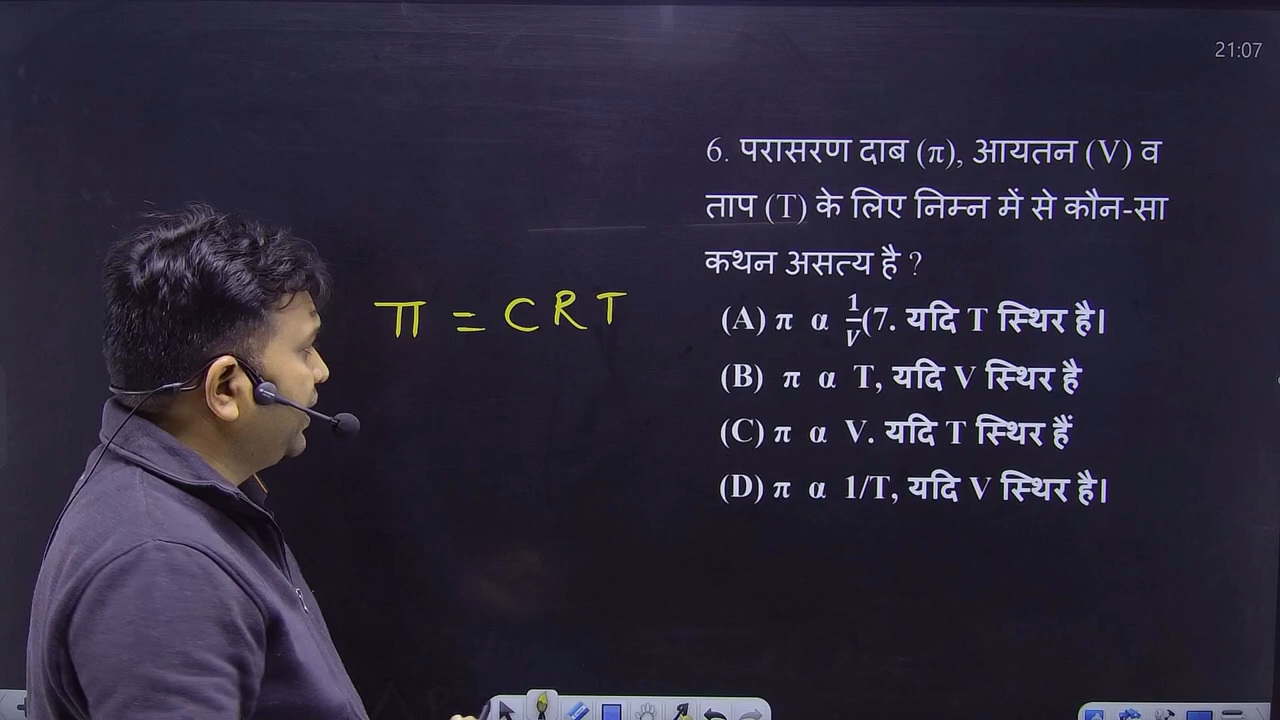 21:07
6. परासरण दाब (π), आयतन (V) व
ताप (T) के लिए निम्न में से कौन-सा
कथन असत्य है ?
π = CRT
(A) π α 1/V (7. यदि T स्थिर है।
(B) π α T, यदि V स्थिर है
(C) π α V. यदि T स्थिर हैं
(D) π α 1/T, यदि V स्थिर है।